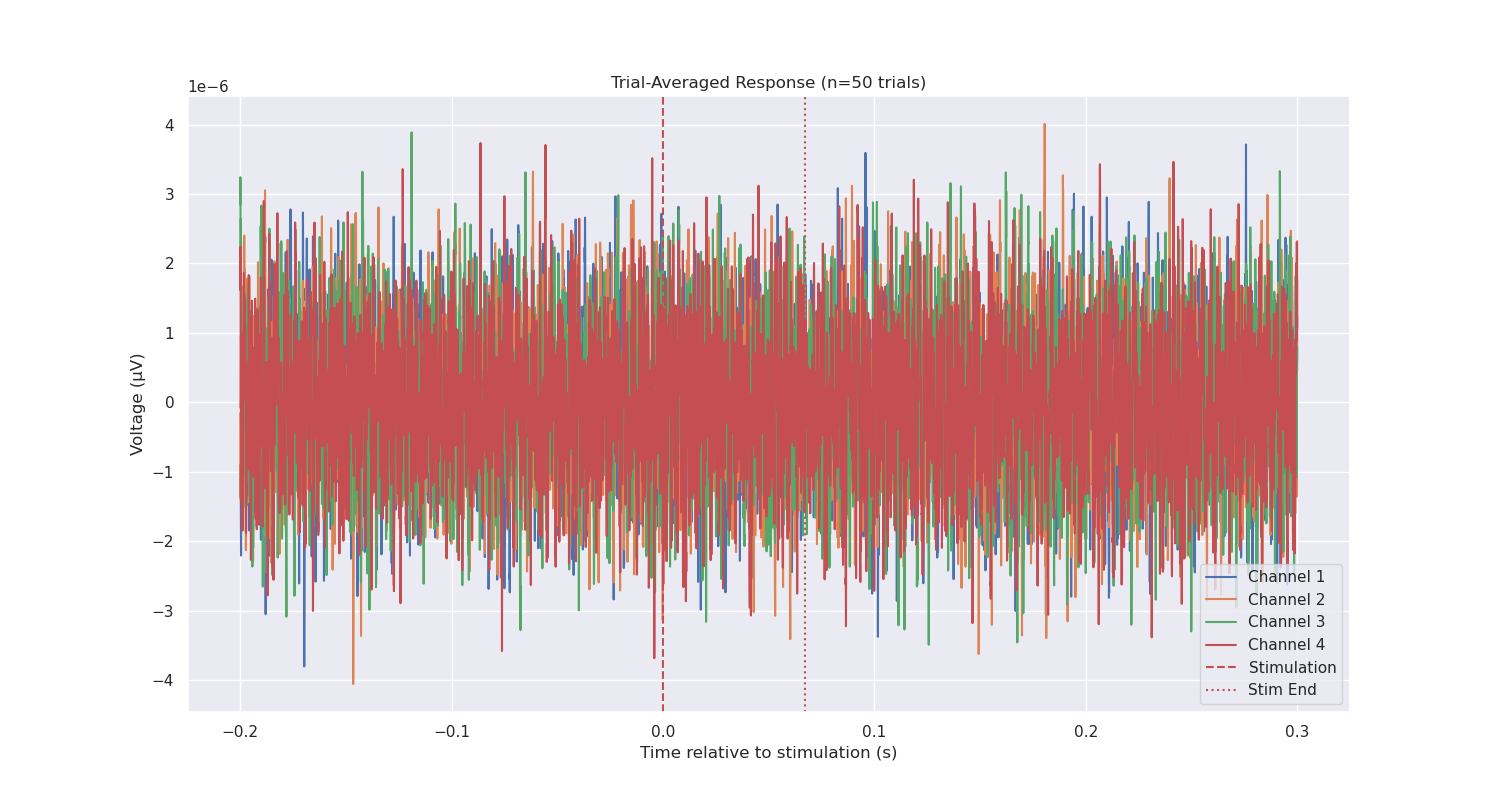 Trial-Averaged Response (n=50 trials)
1e−6
4
3
2
1
0
−1
−2
−3
−4
Voltage (µV)
−0.2
−0.1
0.0
0.1
0.2
0.3
Time relative to stimulation (s)
Channel 1
Channel 2
Channel 3
Channel 4
Stimulation
Stim End